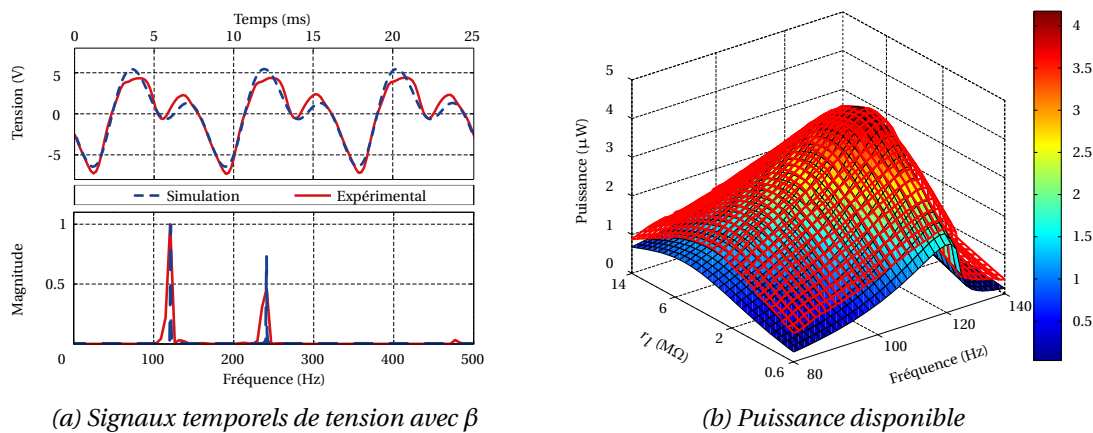 Temps (ms)
0 5 10 15 20 25
Tension (V)
5
0
-5
Simulation Expérimental
Magnitude
1
0.5
0 100 200 300 400 500
Fréquence (Hz)
(a) Signaux temporels de tension avec β
Puissance (μW)
5
4
3
2
1
0
14
6
2
0.6
r1 (MΩ)
80
100
120
140
Fréquence (Hz)
4
3.5
3
2.5
2
1.5
1
0.5
(b) Puissance disponible